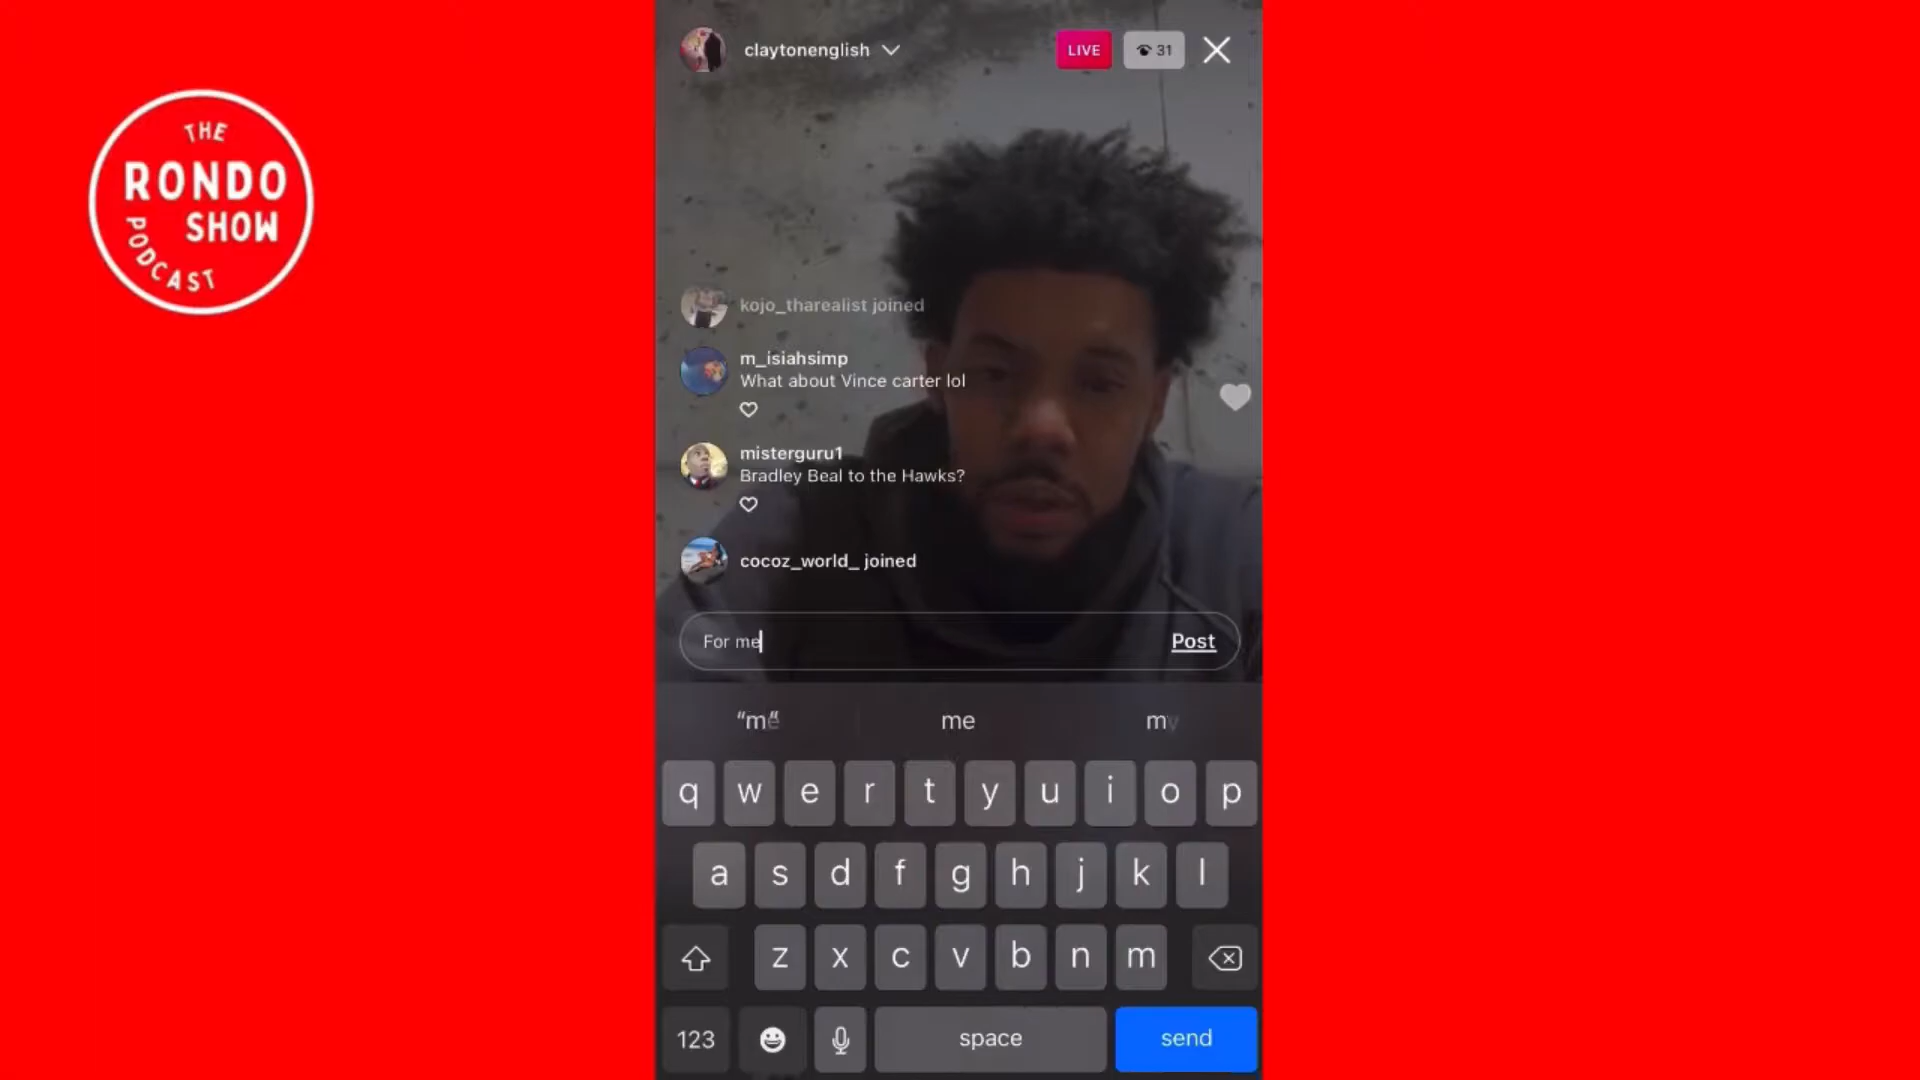 THE
RONDO
SHOW
PODCAST
claytonenglish
LIVE
31
kojo_tharealist joined
m_isiahsimp
What about Vince carter lol
misterguru1
Bradley Beal to the Hawks?
cocoz_world_ joined
For me
Post
“me“ me my
q w e r t y u i o p
a s d f g h j k l
z x c v b n m
123 space send